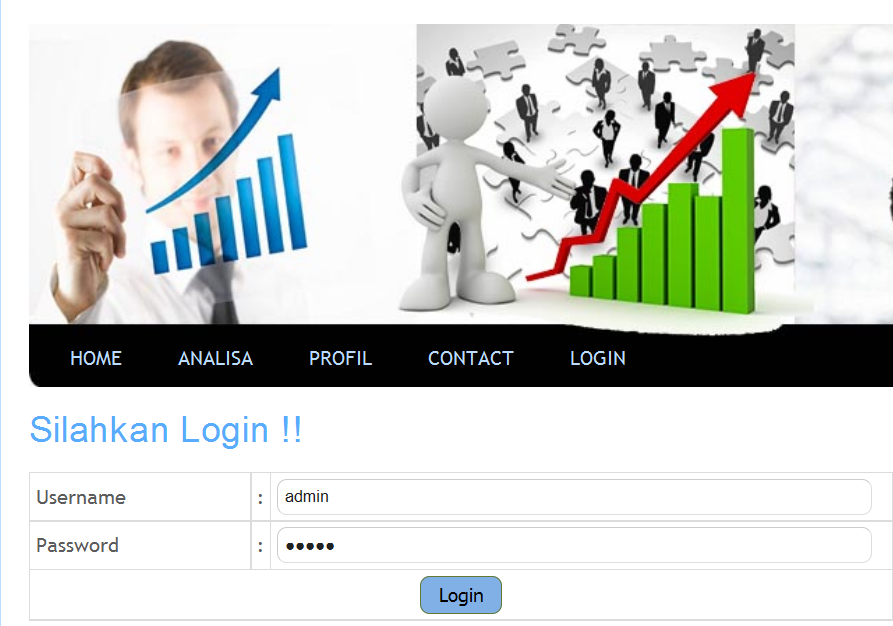 HOME ANALISA PROFIL CONTACT LOGIN
Silahkan Login !!
Username : admin
Password : •••••
Login